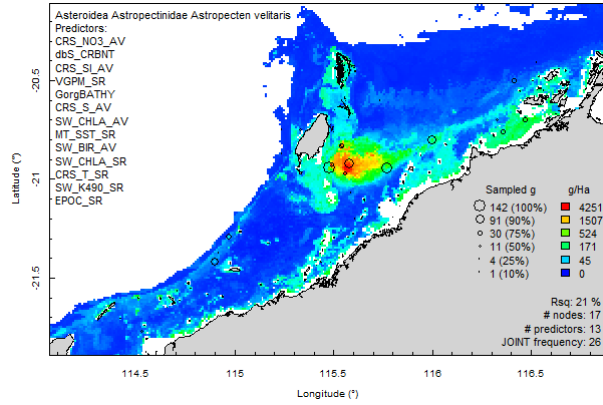 Asteroidea Astropectinidae Astropecten velitaris
Predictors:
CRS_NO3_AV
dbS_CRBNT
CRS_SI_AV
VGPM_SR
GorgBATHY
CRS_S_AV
SW_CHLA_AV
MT_SST_SR
SW_BIR_AV
SW_CHLA_SR
CRS_T_SR
SW_K490_SR
EPOC_SR
-20.5
-21
-21.5
Latitude (°)
Sampled g g/Ha
142 (100%) 4251
91 (90%) 1507
30 (75%) 524
11 (50%) 171
4 (25%) 45
1 (10%) 0
Rsq: 21 %
# nodes: 17
# predictors: 13
JOINT frequency: 26
114.5 115 115.5 116 116.5
Longitude (°)